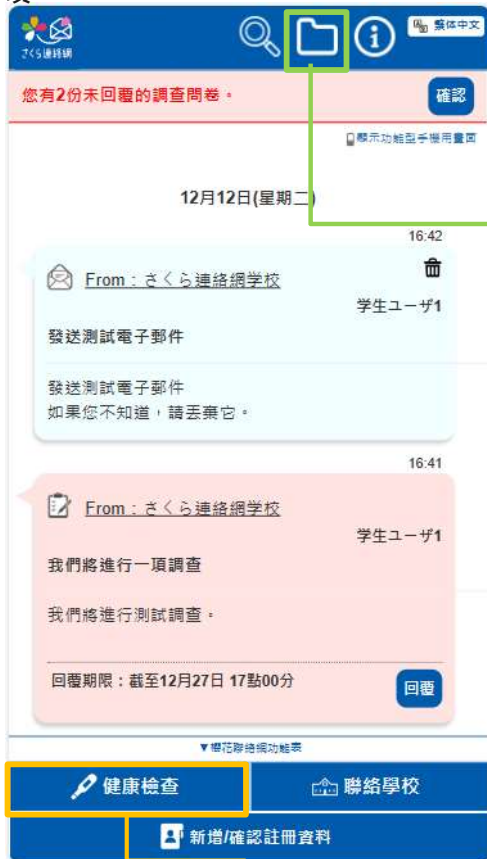 さくら連絡網
繁体中文
您有2份未回覆的調查問卷。
確認
顯示功能型手機用畫面
12月12日(星期二)
16:42
From：さくら連絡網学校
学生ユーザ1
發送測試電子郵件
發送測試電子郵件
如果您不知道，請丟棄它。
16:41
From：さくら連絡網学校
学生ユーザ1
我們將進行一項調查
我們將進行測試調查。
回覆期限：截至12月27日 17點00分
回覆
▼櫻花聯絡網功能表
健康檢查
聯絡學校
新增/確認註冊資料